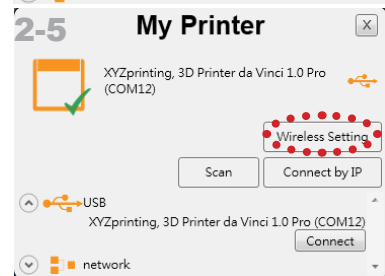 2-5
My Printer
X
XYZprinting, 3D Printer da Vinci 1.0 Pro
(COM12)
Wireless Setting
Scan
Connect by IP
USB
XYZprinting, 3D Printer da Vinci 1.0 Pro (COM12)
Connect
network